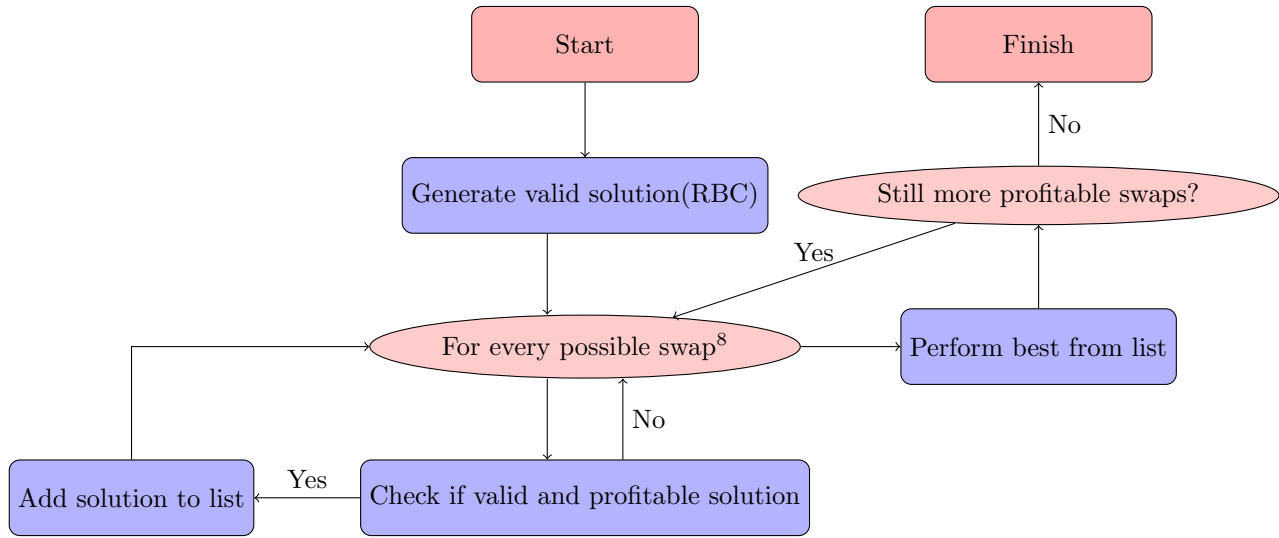 Start
Finish
No
Generate valid solution(RBC)
Still more profitable swaps?
Yes
For every possible swap⁸
Perform best from list
No
Add solution to list
Yes
Check if valid and profitable solution